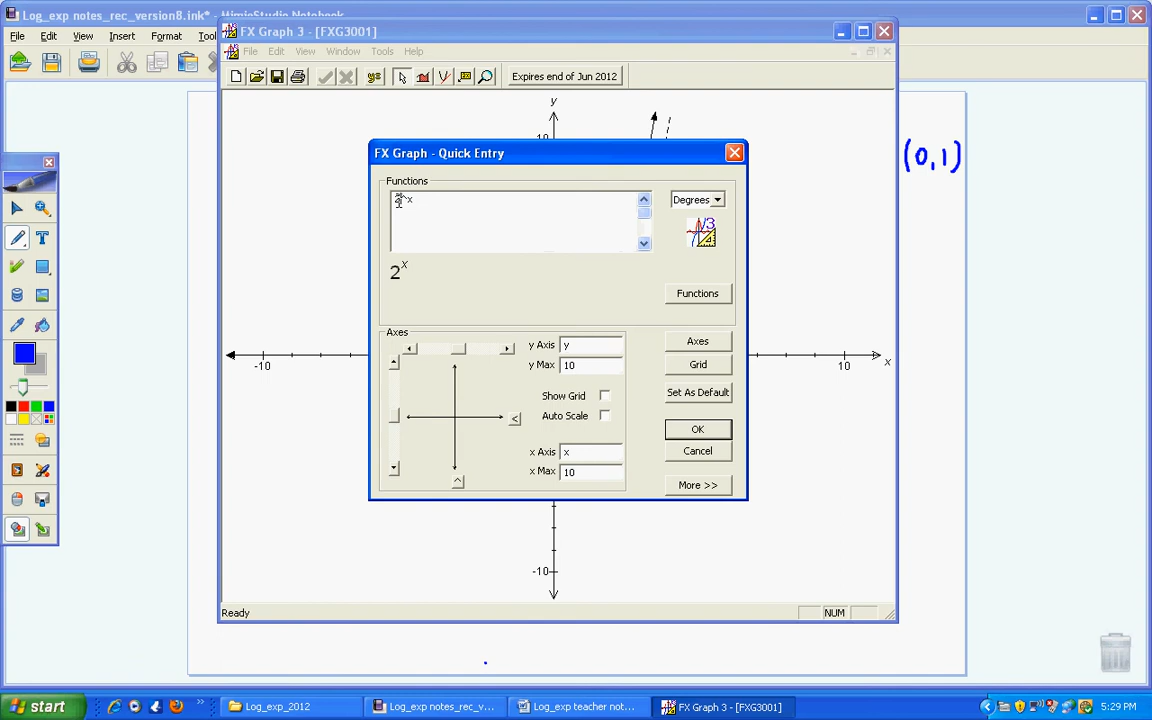 Log_exp notes_rec_version8.ink* - MimioStudio Notebook
File Edit View Insert Format
FX Graph 3 - [FXG3001]
File Edit View Window Tools Help
y=
Expires end of Jun 2012
y
10
(0,1)
FX Graph - Quick Entry
Functions
Degrees
2^x
3
2x
Functions
Axes
y Axis y
Axes
y Max 10
Grid
Show Grid
Set As Default
Auto Scale
<
OK
x Axis x
Cancel
x Max 10
^
More >>
-10
10
x
-10
T
Ready
NUM
start
Log_exp_2012
Log_exp notes_rec_v...
Log_exp teacher not...
FX Graph 3 - [FXG3001]
5:29 PM